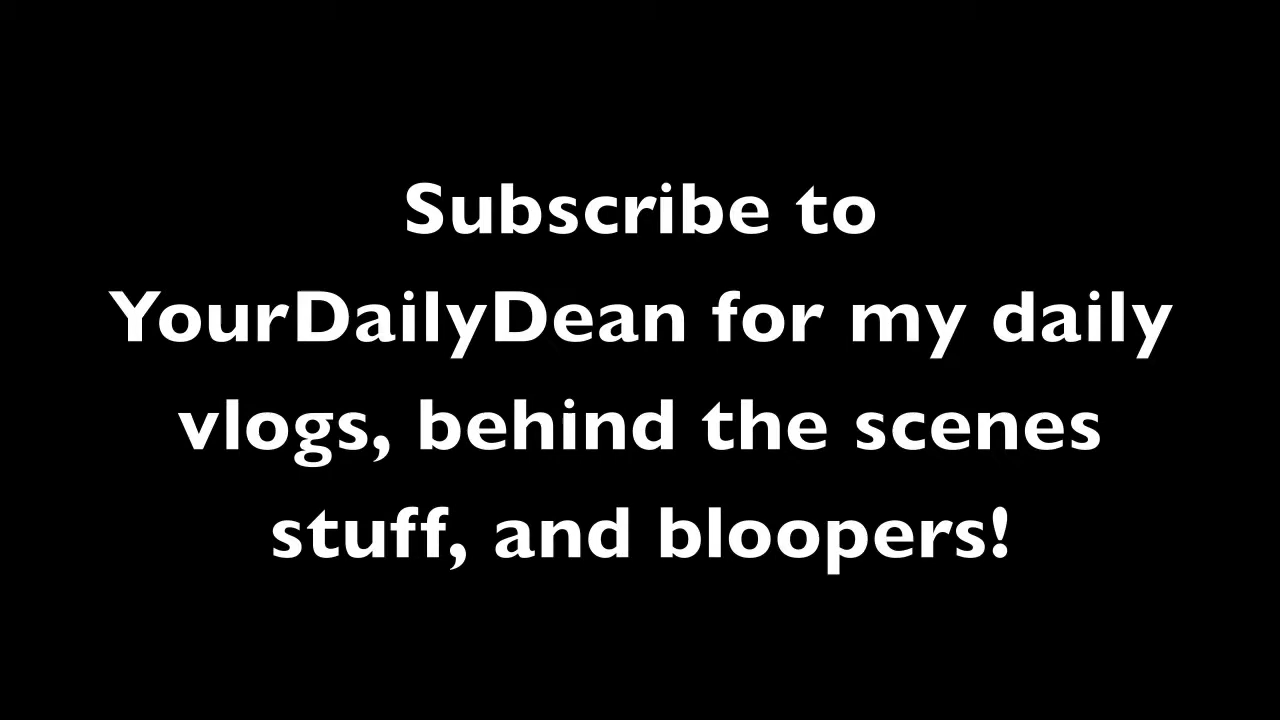 Subscribe to
YourDailyDean for my daily
vlogs, behind the scenes
stuff, and bloopers!